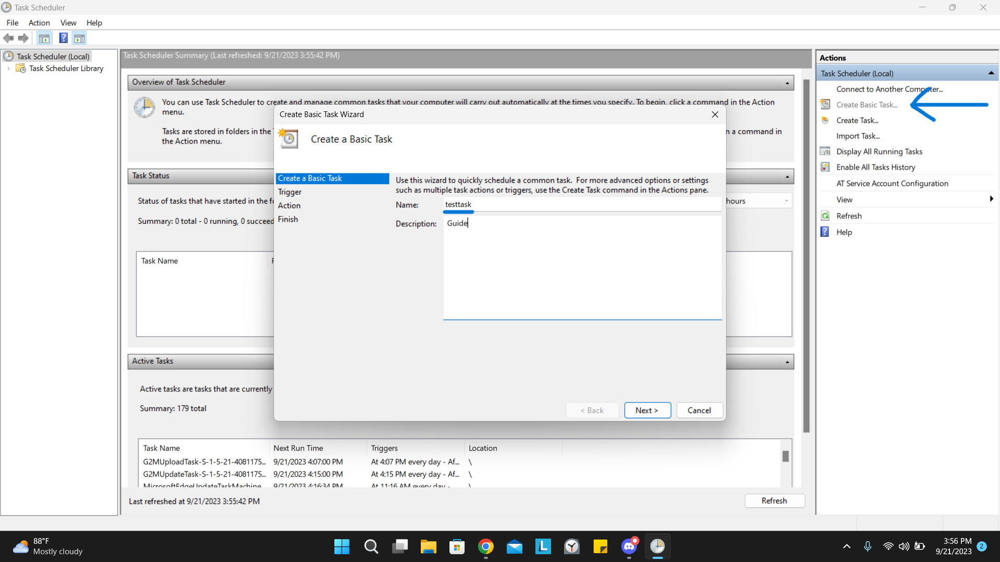 Task Scheduler
File Action View Help
Task Scheduler (Local)
Task Scheduler Library
Task Scheduler Summary (Last refreshed: 9/21/2023 3:55:42 PM)
Overview of Task Scheduler
You can use Task Scheduler to create and manage common tasks that your computer will carry out automatically at the times you specify. To begin, click a command in the Action
menu.
Tasks are stored in folders in the
n a command in
the Action menu.
Task Status
Status of tasks that have started in the fo
hours
Summary: 0 total - 0 running, 0 succeed
Task Name
Create Basic Task Wizard
Create a Basic Task
Create a Basic Task
Trigger
Action
Finish
Use this wizard to quickly schedule a common task. For more advanced options or settings
such as multiple task actions or triggers, use the Create Task command in the Actions pane.
Name: testtask
Description: Guide
< Back Next > Cancel
Active Tasks
Active tasks are tasks that are currently
Summary: 179 total
Task Name Next Run Time Triggers Location
G2MUploadTask-S-1-5-21-4081175... 9/21/2023 4:07:00 PM At 4:07 PM every day - Af... \
G2MUpdateTask-S-1-5-21-4081175... 9/21/2023 4:15:00 PM At 4:15 PM every day - Af... \
MicrosoftEdgeUpdateTaskMachine 9/21/2023 4:16:34 PM At 11:16 AM every day - \
Last refreshed at 9/21/2023 3:55:42 PM
Refresh
Actions
Task Scheduler (Local)
Connect to Another Computer...
Create Basic Task...
Create Task...
Import Task...
Display All Running Tasks
Enable All Tasks History
AT Service Account Configuration
View
Refresh
Help
88°F
Mostly cloudy
L
3:56 PM
9/21/2023
2